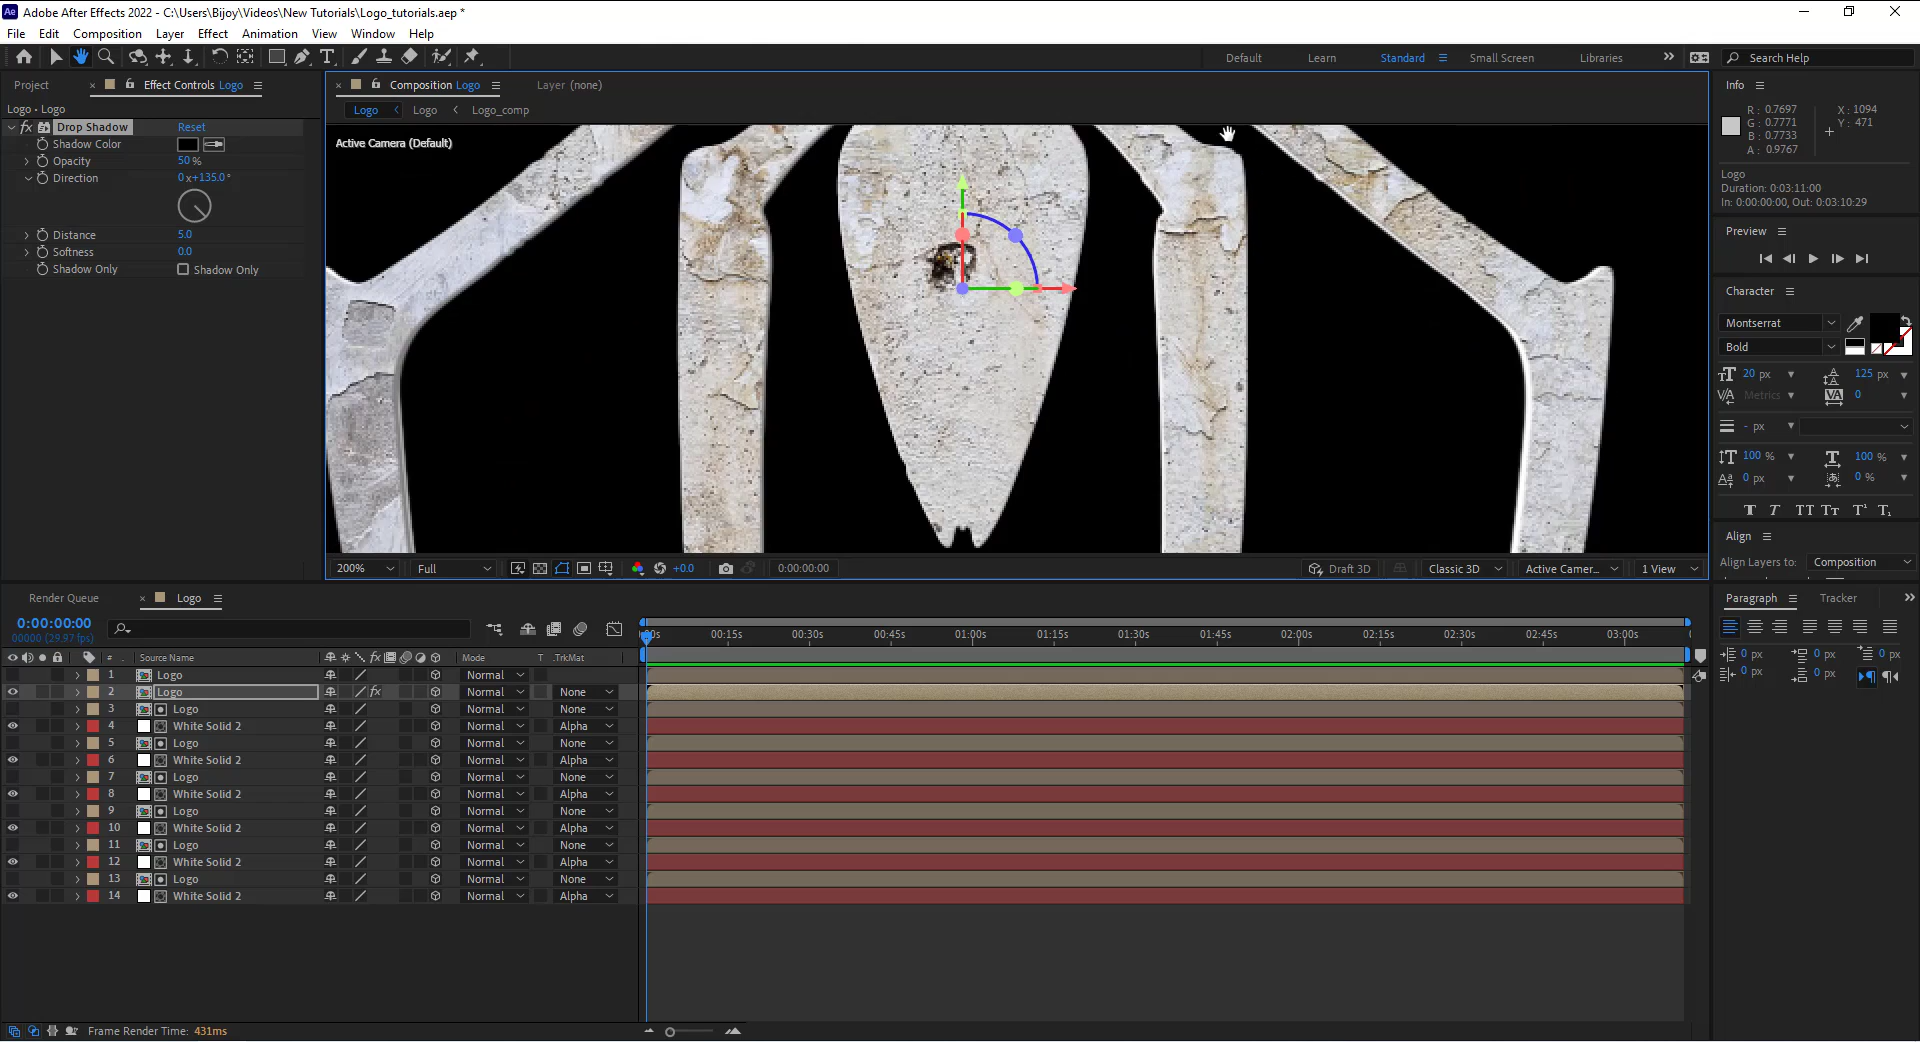 Adobe After Effects 2022 - C:\Users\Bijoy\Videos\New Tutorials\Logo_tutorials.aep *
File Edit Composition Layer Effect Animation View Window Help
Default Learn Standard Small Screen Libraries Search Help
Project Effect Controls Logo
Composition Logo Layer (none)
Info
Logo • Logo
Logo Logo Logo_comp
R : 0.7697 X : 1094
G : 0.7771 Y : 471
B : 0.7733
A : 0.9767
fx Drop Shadow Reset
Shadow Color
Opacity 50 %
Direction 0 x+135.0°
Distance 5.0
Softness 0.0
Shadow Only Shadow Only
Active Camera (Default)
Logo
Duration: 0:03:11:00
In: 0:00:00:00, Out: 0:03:10:29
Preview
Character
Montserrat
Bold
20 px 125 px
Metrics 0
- px
100 % 100 %
0 px 0 %
Align
Align Layers to: Composition
200% Full +0.0 0:00:00:00 Draft 3D Classic 3D Active Camer... 1 View
Render Queue Logo
Paragraph Tracker
0:00:00:00
00000 (29.97 fps)
:00s 00:15s 00:30s 00:45s 01:00s 01:15s 01:30s 01:45s 02:00s 02:15s 02:30s 02:45s 03:00s
# Source Name fx Mode T .TrkMat
0 px 0 px 0 px
0 px 0 px
1 Logo Normal
2 Logo fx Normal None
3 Logo Normal None
4 White Solid 2 Normal Alpha
5 Logo Normal None
6 White Solid 2 Normal Alpha
7 Logo Normal None
8 White Solid 2 Normal Alpha
9 Logo Normal None
10 White Solid 2 Normal Alpha
11 Logo Normal None
12 White Solid 2 Normal Alpha
13 Logo Normal None
14 White Solid 2 Normal Alpha
Frame Render Time: 431ms